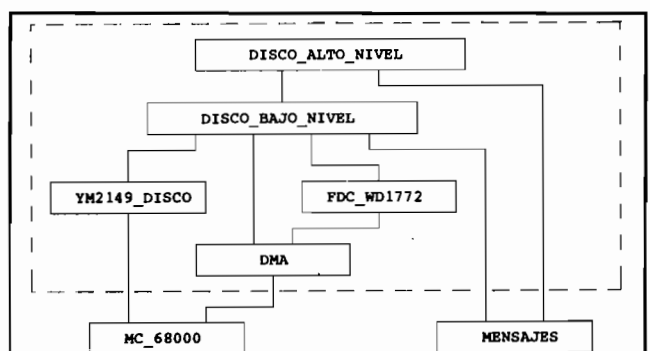 DISCO_ALTO_NIVEL
DISCO_BAJO_NIVEL
YM2149_DISCO
FDC_WD1772
DMA
MC_68000
MENSAJES